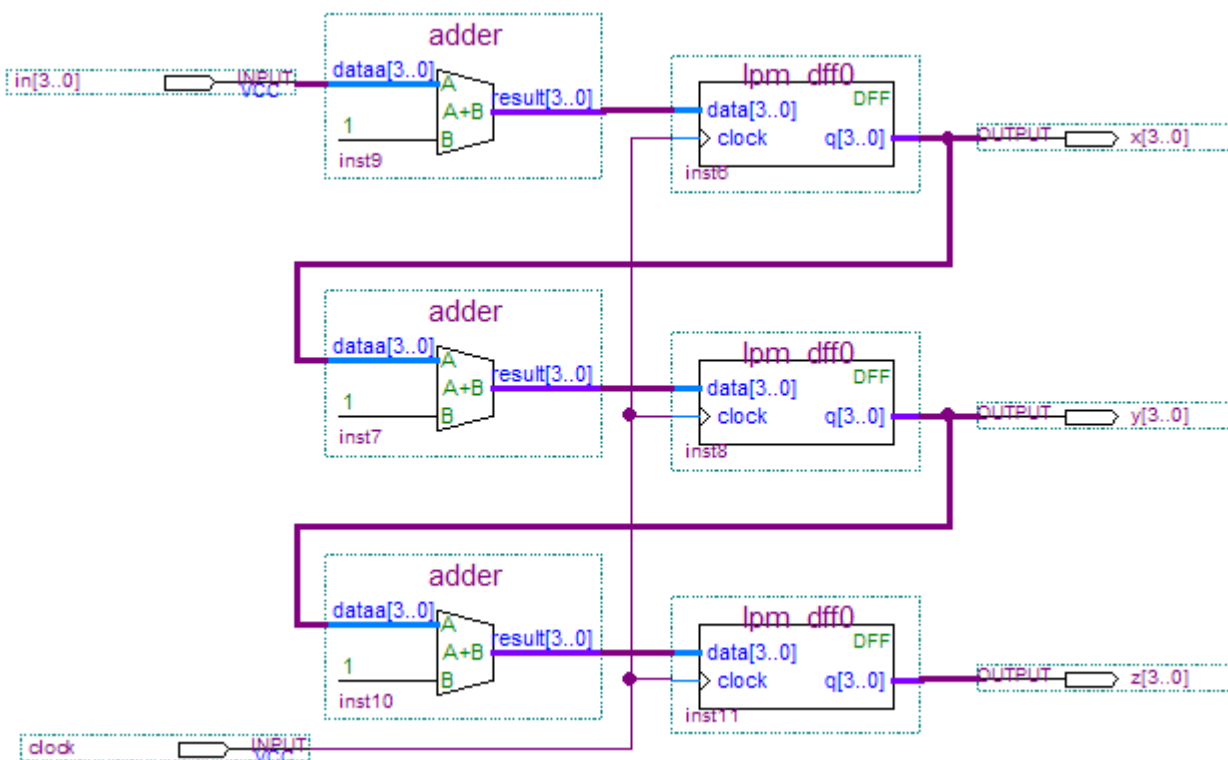 adder
in[3..0] INPUT VCC
dataa[3..0] A
A+B result[3..0]
1 B
inst9
lpm_dff0
DFF
data[3..0]
clock q[3..0]
inst6
OUTPUT x[3..0]
adder
dataa[3..0] A
A+B result[3..0]
1 B
inst7
lpm_dff0
DFF
data[3..0]
clock q[3..0]
inst8
OUTPUT y[3..0]
adder
dataa[3..0] A
A+B result[3..0]
1 B
inst10
lpm_dff0
DFF
data[3..0]
clock q[3..0]
inst11
OUTPUT z[3..0]
clock INPUT VCC